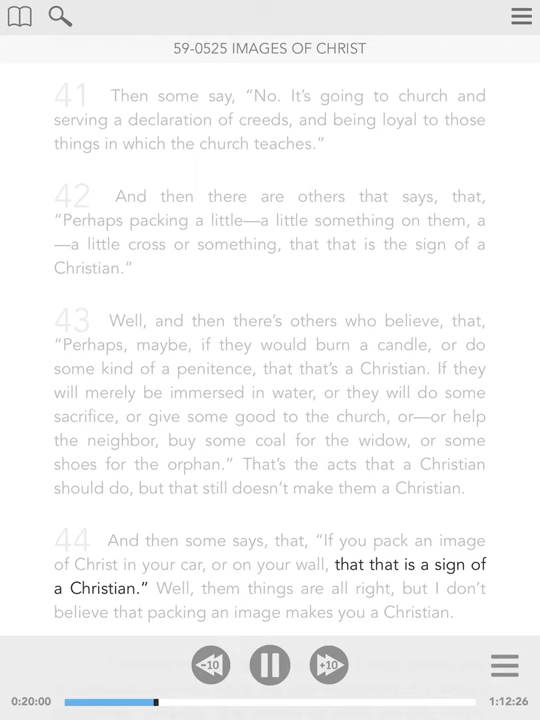 59-0525 IMAGES OF CHRIST
41 Then some say, “No. It’s going to church and
serving a declaration of creeds, and being loyal to those
things in which the church teaches.”
42 And then there are others that says, that,
“Perhaps packing a little—a little something on them, a
—a little cross or something, that that is the sign of a
Christian.”
43 Well, and then there’s others who believe, that,
“Perhaps, maybe, if they would burn a candle, or do
some kind of a penitence, that that’s a Christian. If they
will merely be immersed in water, or they will do some
sacrifice, or give some good to the church, or—or help
the neighbor, buy some coal for the widow, or some
shoes for the orphan.” That’s the acts that a Christian
should do, but that still doesn’t make them a Christian.
44 And then some says, that, “If you pack an image
of Christ in your car, or on your wall, that that is a sign of
a Christian.” Well, them things are all right, but I don’t
believe that packing an image makes you a Christian.
-10 +10
0:20:00 1:12:26